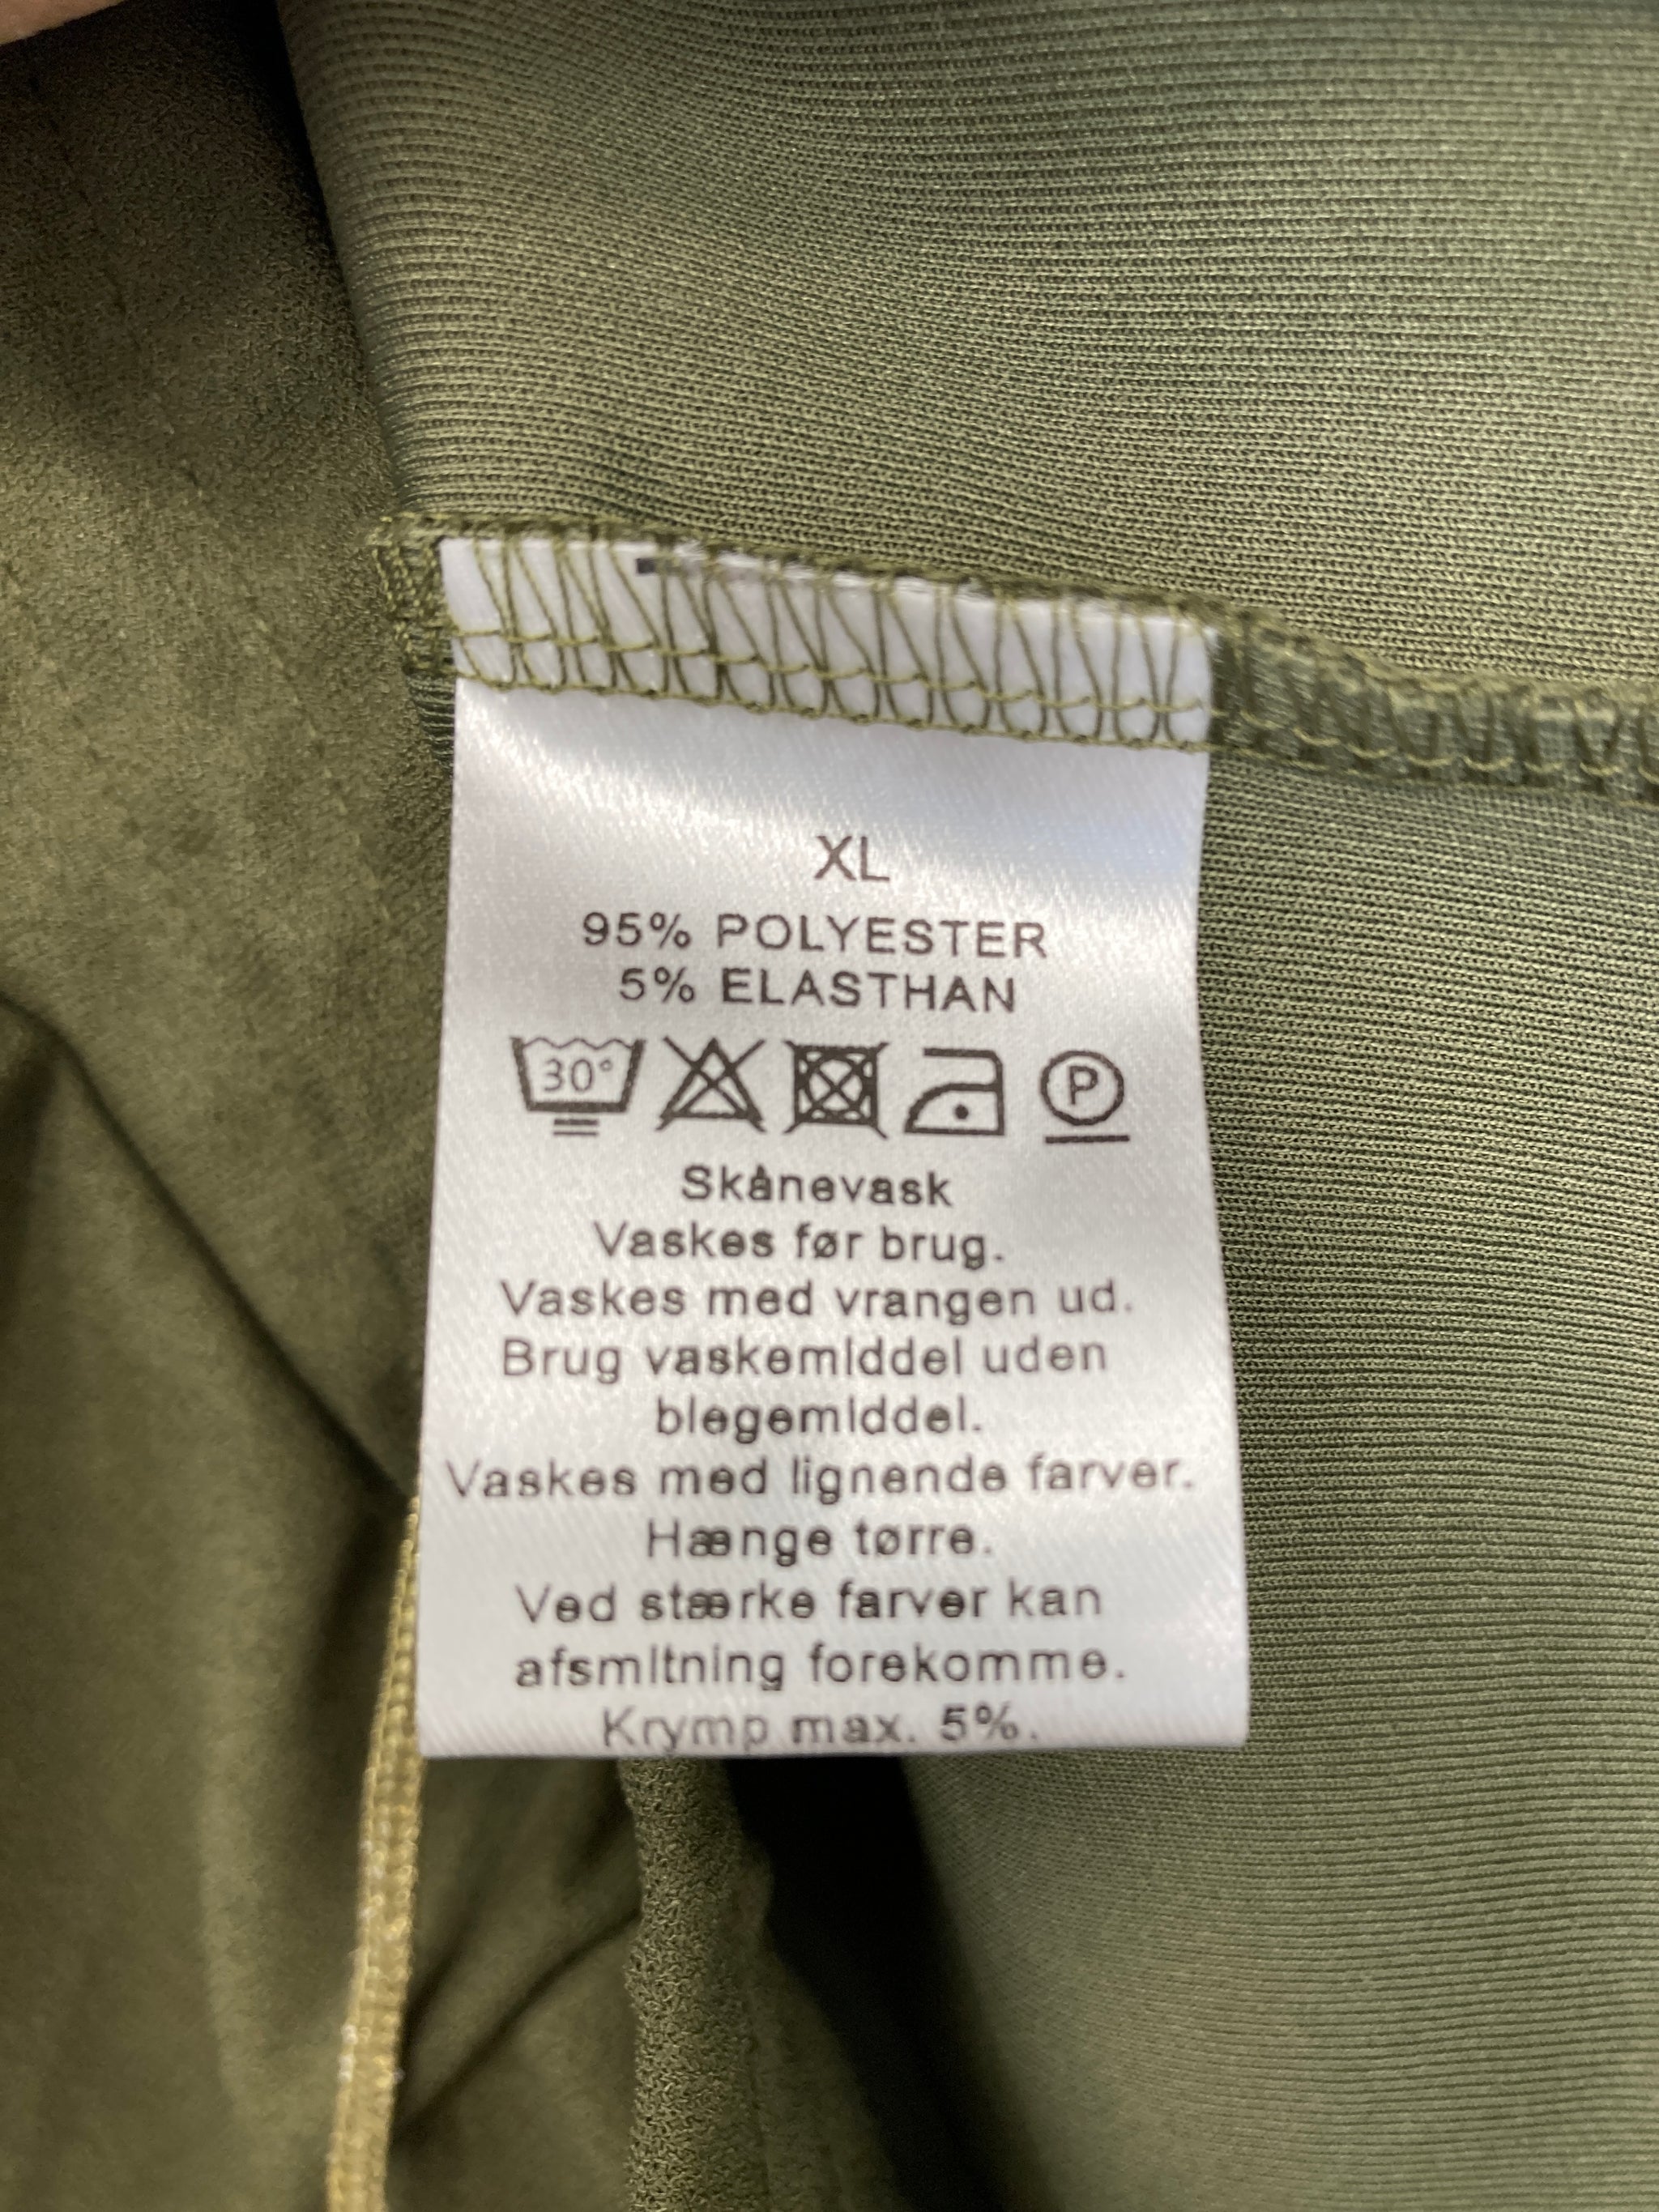 XL
95% POLYESTER
5% ELASTHAN
30° P
Skånevask
Vaskes før brug.
Vaskes med vrangen ud.
Brug vaskemiddel uden
blegemiddel.
Vaskes med lignende farver.
Hænge tørre.
Ved stærke farver kan
afsmitning forekomme.
Krymp max. 5%.